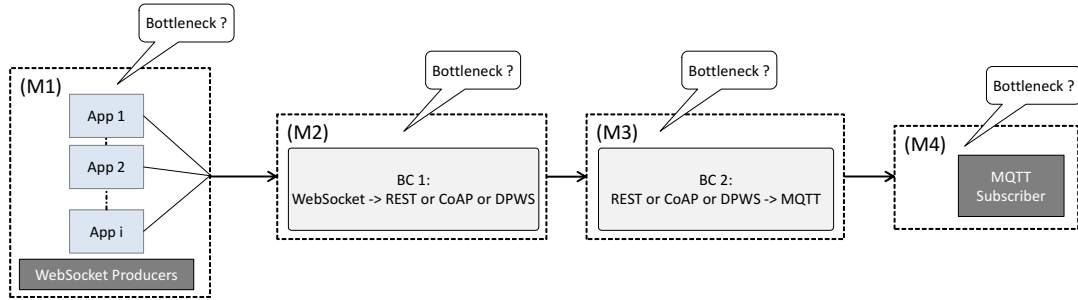 Bottleneck ?
(M1)
App 1
App 2
App i
WebSocket Producers
Bottleneck ?
(M2)
BC 1:
WebSocket -> REST or CoAP or DPWS
Bottleneck ?
(M3)
BC 2:
REST or CoAP or DPWS -> MQTT
Bottleneck ?
(M4)
MQTT
Subscriber